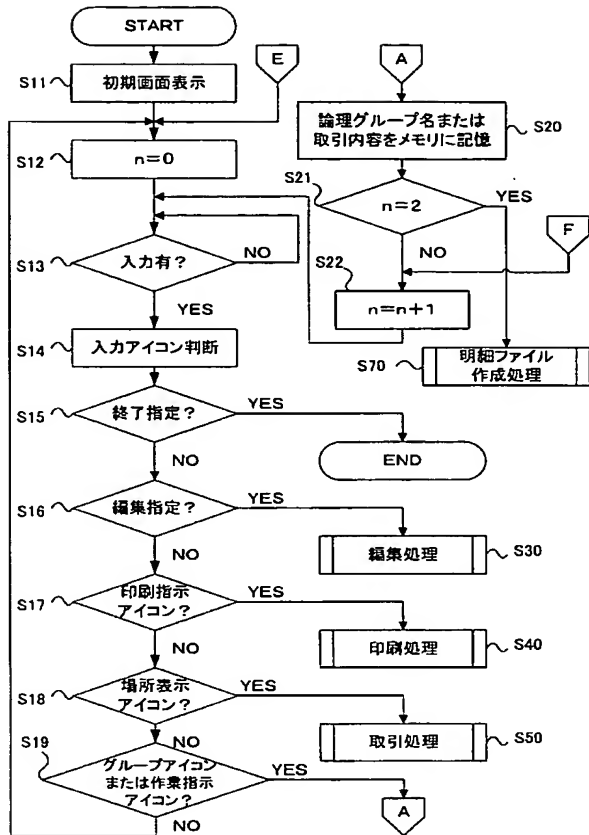 START
S11
初期画面表示
E
S12
n=0
S13
入力有?
NO
YES
S14
入力アイコン判断
S15
終了指定?
YES
NO
END
S16
編集指定?
YES
NO
編集処理
S30
S17
印刷指示
アイコン?
YES
NO
印刷処理
S40
S18
場所表示
アイコン?
YES
NO
取引処理
S50
S19
グループアイコン
または作業指示
アイコン?
YES
NO
A
A
論理グループ名または
取引内容をメモリに記憶
S20
S21
n=2
YES
NO
F
S22
n=n+1
S70
明細ファイル
作成処理